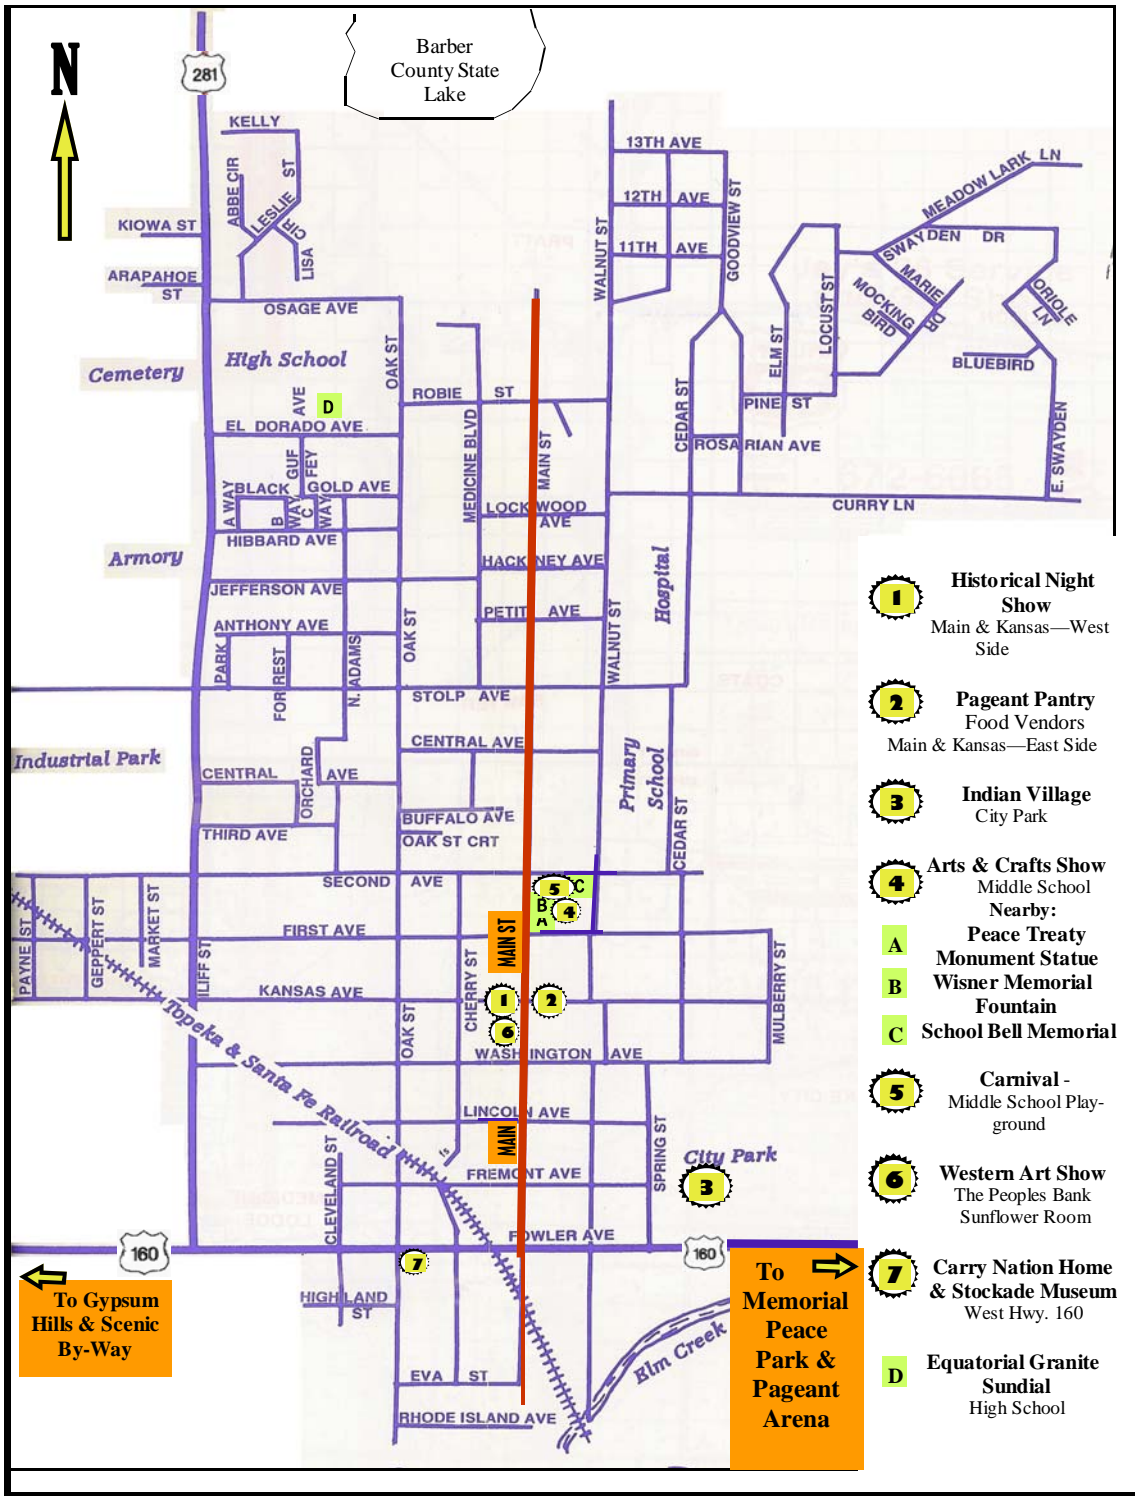 Barber
County State
Lake
N
281
KELLY
ST
ABBE CIR
LESLIE
CIR
LISA
KIOWA ST
ARAPAHOE
ST
OSAGE AVE
High School
Cemetery
AVE
D
EL DORADO AVE
GUF
FEY
BLACK
GOLD AVE
A WAY
B
WAY
C
WAY
HIBBARD AVE
Armory
JEFFERSON AVE
ANTHONY AVE
PARK
FORREST
N. ADAMS
OAK ST
OAK ST
ROBIE ST
MEDICINE BLVD
MAIN ST
LOCKWOOD
AVE
HACKNEY AVE
PETIT AVE
STOLP AVE
WALNUT ST
WALNUT ST
13TH AVE
12TH AVE
11TH AVE
GOODVIEW ST
CEDAR ST
ROSARIAN AVE
PINE ST
ELM ST
LOCUST ST
MEADOW LARK LN
SWAYDEN DR
MARIE
DR
MOCKING
BIRD
ORIOLE
LN
BLUEBIRD
E. SWAYDEN
CURRY LN
Hospital
Industrial Park
CENTRAL AVE
ORCHARD
THIRD AVE
CENTRAL AVE
BUFFALO AVE
OAK ST CRT
Primary
School
CEDAR ST
SECOND AVE
5
C
B
4
A
MAIN ST
FIRST AVE
PAYNE ST
GEPPERT ST
MARKET ST
ILIFF ST
KANSAS AVE
CHERRY ST
OAK ST
1
2
6
MULBERRY ST
WASHINGTON AVE
Topeka & Santa Fe Railroad
LINCOLN AVE
MAIN
CLEVELAND ST
FREMONT AVE
SPRING ST
City Park
3
FOWLER AVE
160
160
7
HIGHLAND
ST
EVA ST
RHODE ISLAND AVE
Elm Creek
To Gypsum
Hills & Scenic
By-Way
To
Memorial
Peace
Park &
Pageant
Arena
1
Historical Night
Show
Main & Kansas—West
Side
2
Pageant Pantry
Food Vendors
Main & Kansas—East Side
3
Indian Village
City Park
4
Arts & Crafts Show
Middle School
Nearby:
A
Peace Treaty
Monument Statue
B
Wisner Memorial
Fountain
C
School Bell Memorial
5
Carnival -
Middle School Play-
ground
6
Western Art Show
The Peoples Bank
Sunflower Room
7
Carry Nation Home
& Stockade Museum
West Hwy. 160
D
Equatorial Granite
Sundial
High School